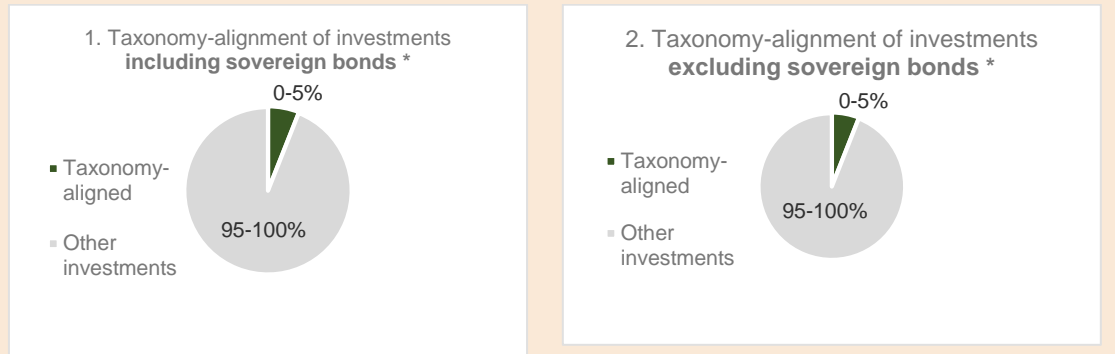 1. Taxonomy-alignment of investments
including sovereign bonds *
0-5%
Taxonomy-
aligned
95-100%
Other
investments
2. Taxonomy-alignment of investments
excluding sovereign bonds *
0-5%
Taxonomy-
aligned
95-100%
Other
investments